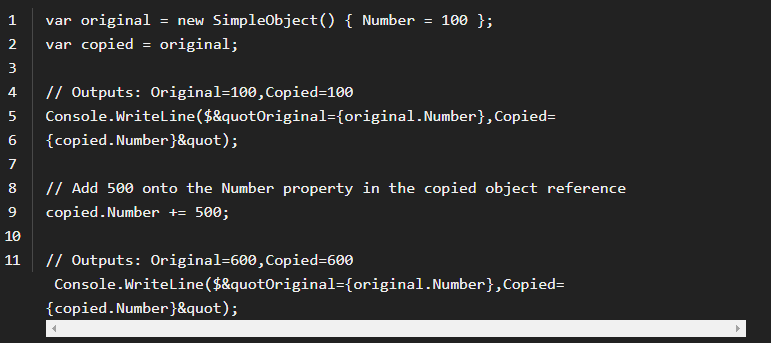 1 var original = new SimpleObject() { Number = 100 };
2 var copied = original;
3
4 // Outputs: Original=100,Copied=100
5 Console.WriteLine($&quotOriginal={original.Number},Copied=
6 {copied.Number}&quot);
7
8 // Add 500 onto the Number property in the copied object reference
9 copied.Number += 500;
10
11 // Outputs: Original=600,Copied=600
Console.WriteLine($&quotOriginal={original.Number},Copied=
{copied.Number}&quot);